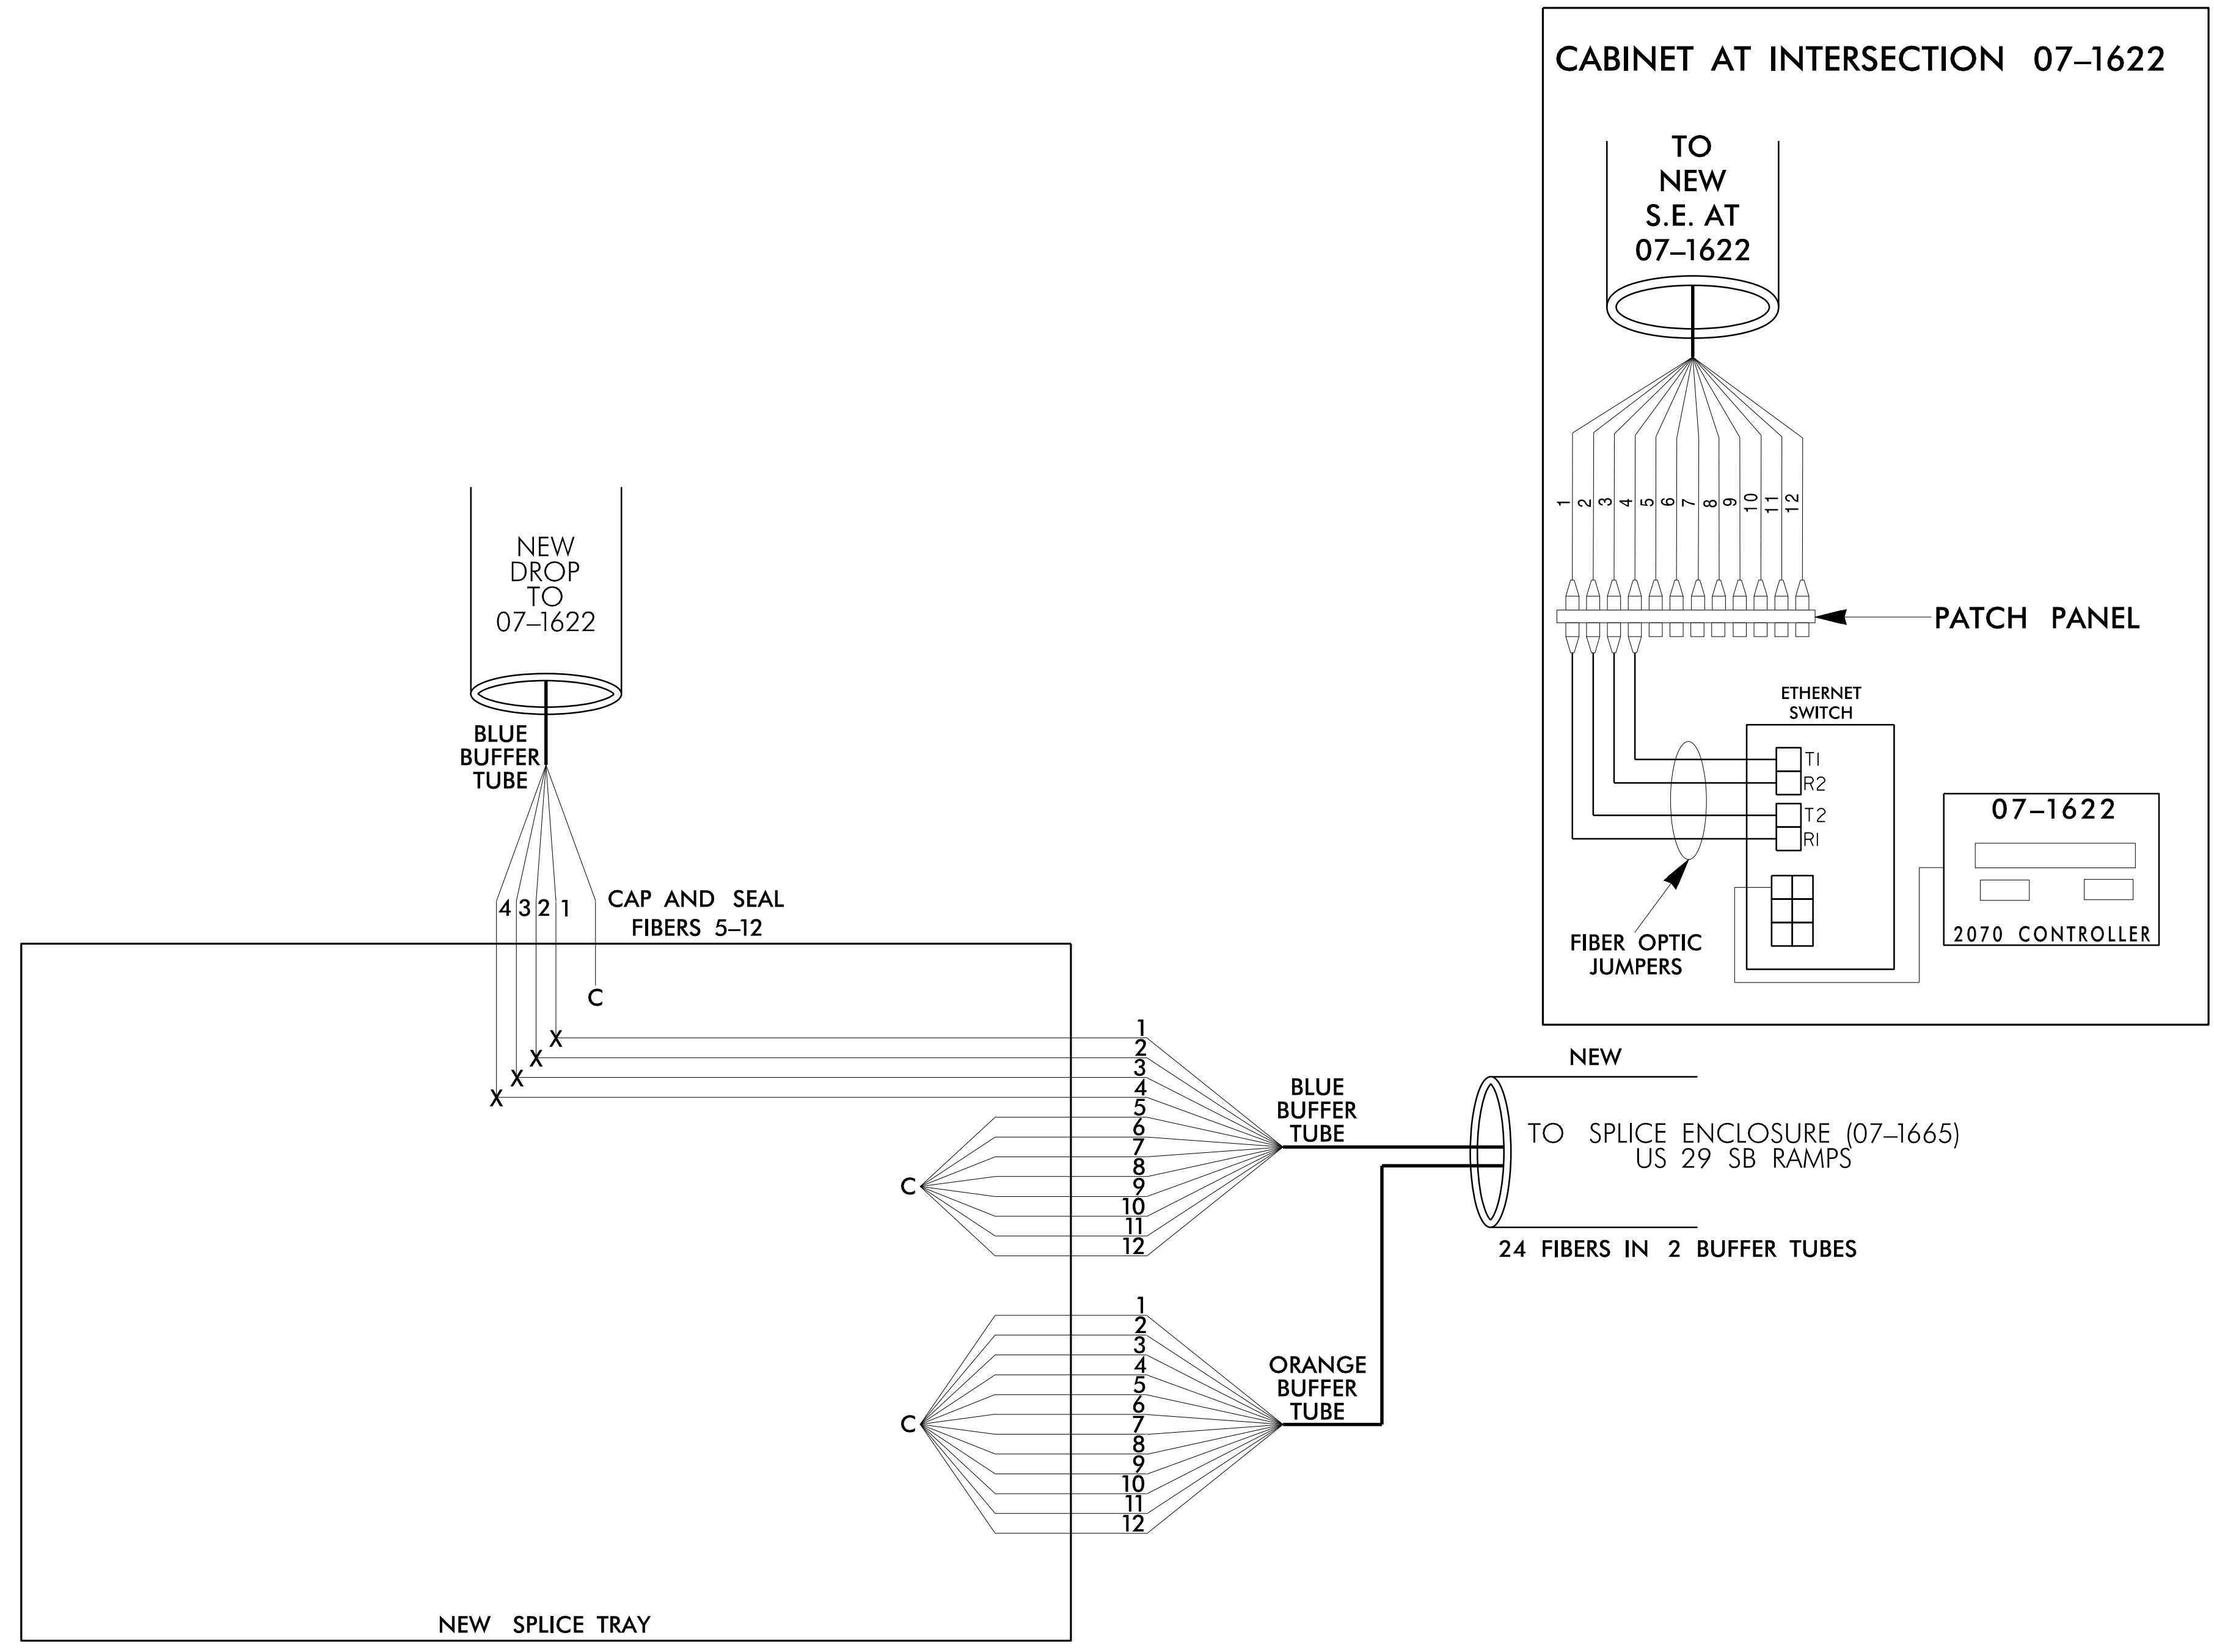 CABINET AT INTERSECTION 07–1622
TO
NEW
S.E. AT
07–1622
1
2
3
4
5
6
7
8
9
10
11
12
PATCH PANEL
ETHERNET
SWITCH
T1
R2
T2
R1
FIBER OPTIC
JUMPERS
07–1622
2070 CONTROLLER
NEW
DROP
TO
07–1622
BLUE
BUFFER
TUBE
4 3 2 1
CAP AND SEAL
FIBERS 5–12
C
X
X
X
X
1
2
3
4
5
6
7
8
9
10
11
12
C
BLUE
BUFFER
TUBE
NEW
TO SPLICE ENCLOSURE (07–1665)
US 29 SB RAMPS
24 FIBERS IN 2 BUFFER TUBES
1
2
3
4
5
6
7
8
9
10
11
12
C
ORANGE
BUFFER
TUBE
NEW SPLICE TRAY